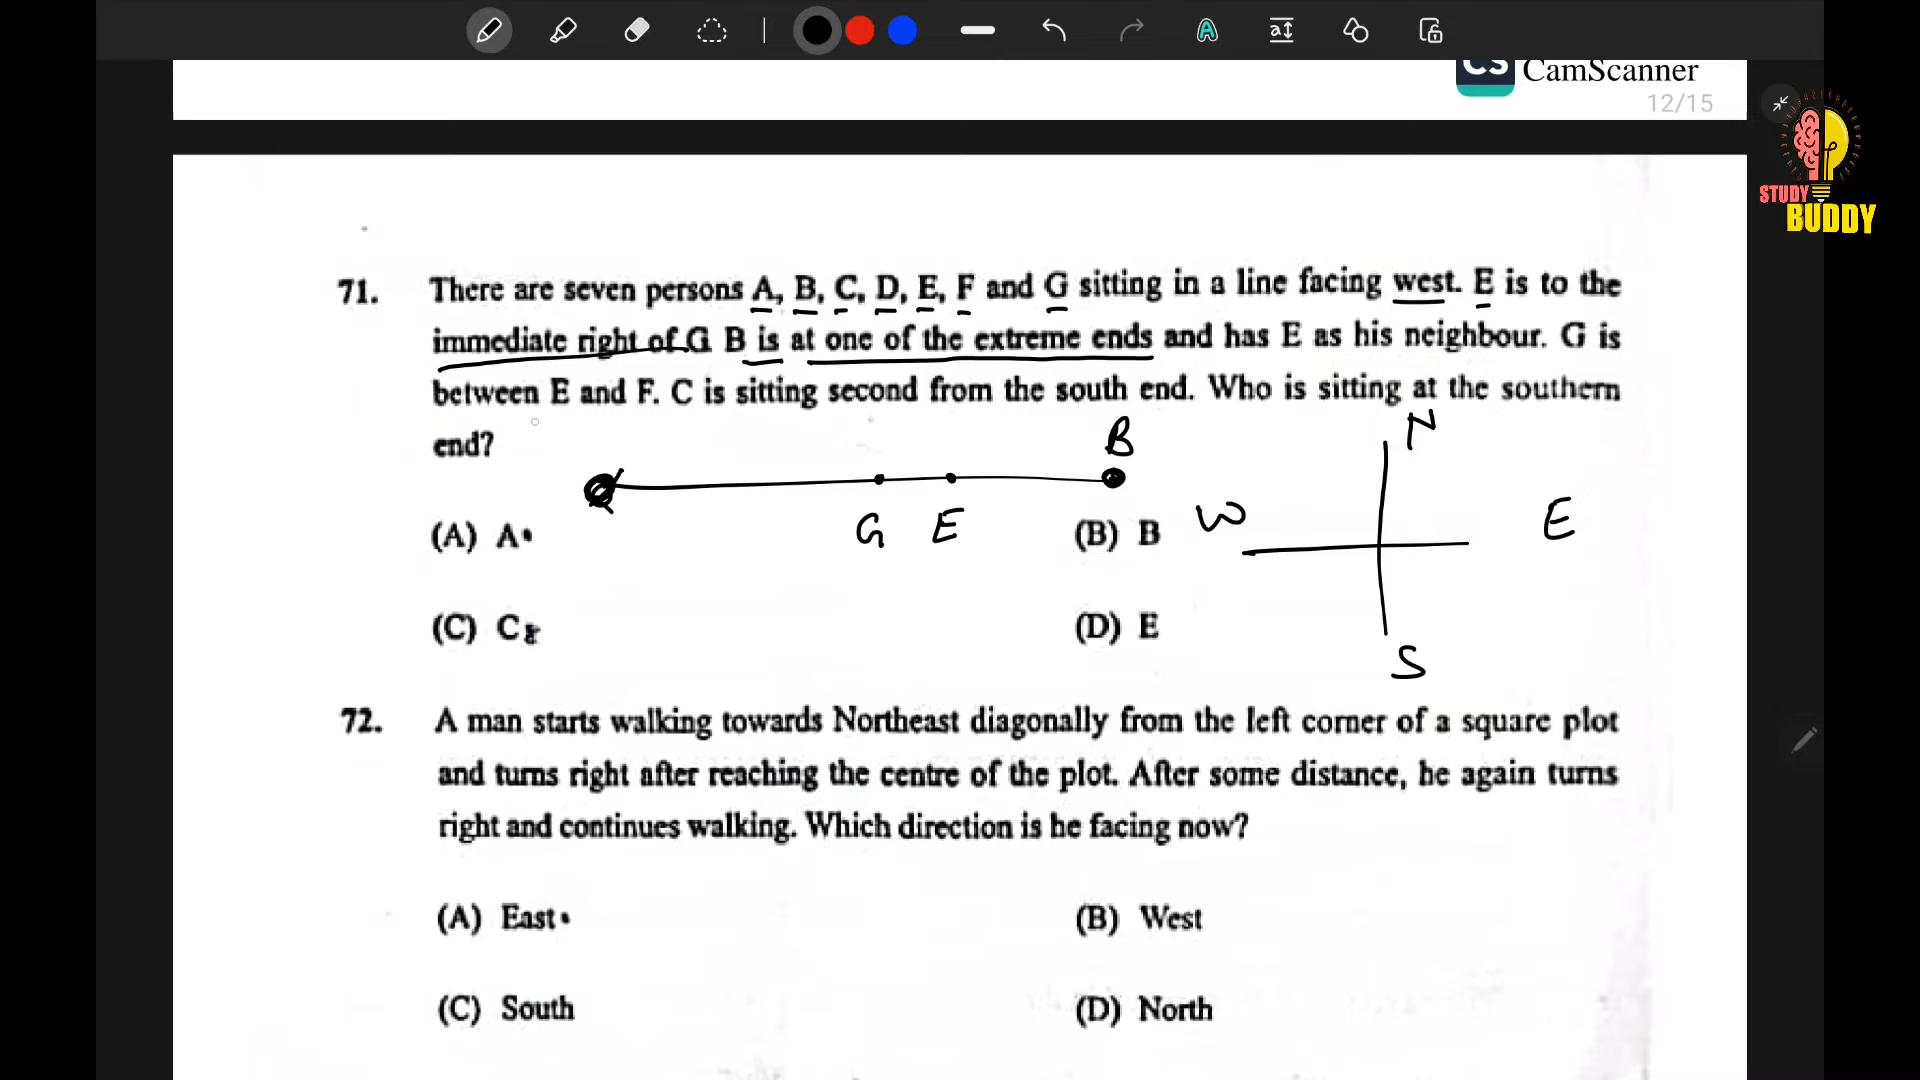 a
A
CS CamScanner
12/15
STUDY
BUDDY
71. There are seven persons A, B, C, D, E, F and G sitting in a line facing west. E is to the
immediate right of G B is at one of the extreme ends and has E as his neighbour. G is
between E and F. C is sitting second from the south end. Who is sitting at the southern
end?
B
N
G E
W
E
S
(A) A
(B) B
(C) C
(D) E
72. A man starts walking towards Northeast diagonally from the left corner of a square plot
and turns right after reaching the centre of the plot. After some distance, he again turns
right and continues walking. Which direction is he facing now?
(A) East
(B) West
(C) South
(D) North